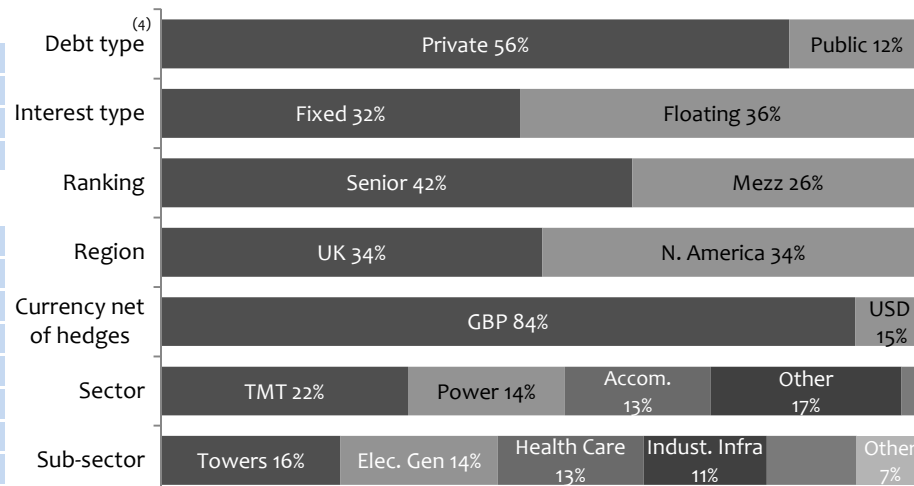 (4)
Debt type
Private 56%
Public 12%
Interest type
Fixed 32%
Floating 36%
Ranking
Senior 42%
Mezz 26%
Region
UK 34%
N. America 34%
Currency net
of hedges
GBP 84%
USD
15%
Sector
TMT 22%
Power 14%
Accom.
13%
Other
17%
Sub-sector
Towers 16%
Elec. Gen 14%
Health Care
13%
Indust. Infra
11%
Other
7%